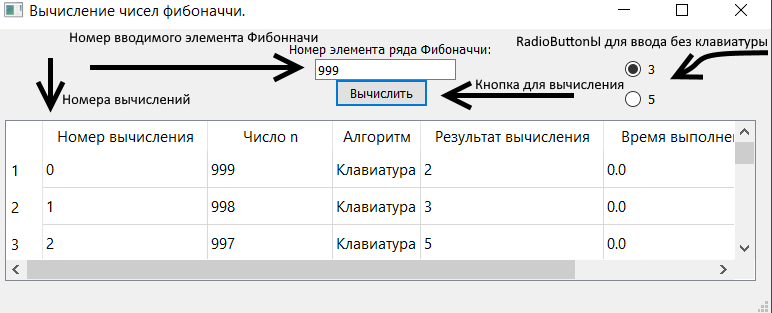 Вычисление чисел фибоначчи.
Номер вводимого элемента Фибонначи
RadioButtonЫ для ввода без клавиатуры
Номер элемента ряда Фибоначчи:
999
3
Вычислить
Кнопка для вычисления
5
Номера вычислений
Номер вычисления Число n Алгоритм Результат вычисления Время выполнен
1 0 999 Клавиатура 2 0.0
2 1 998 Клавиатура 3 0.0
3 2 997 Клавиатура 5 0.0